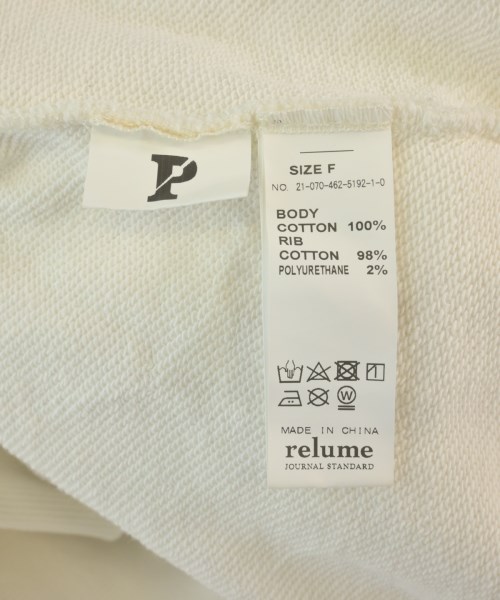 P
SIZE F
NO. 21-070-462-5192-1-0
BODY
COTTON 100%
RIB
COTTON 98%
POLYURETHANE 2%
W
MADE IN CHINA
relume
JOURNAL STANDARD